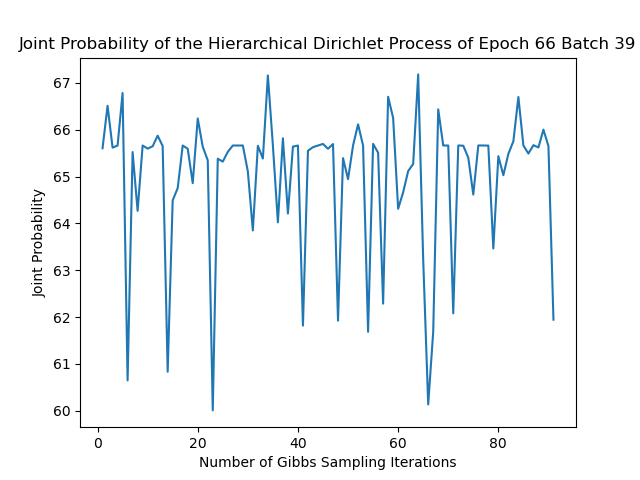 Joint Probability of the Hierarchical Dirichlet Process of Epoch 66 Batch 39
67
66
65
64
63
62
61
60
Joint Probability
0 20 40 60 80
Number of Gibbs Sampling Iterations